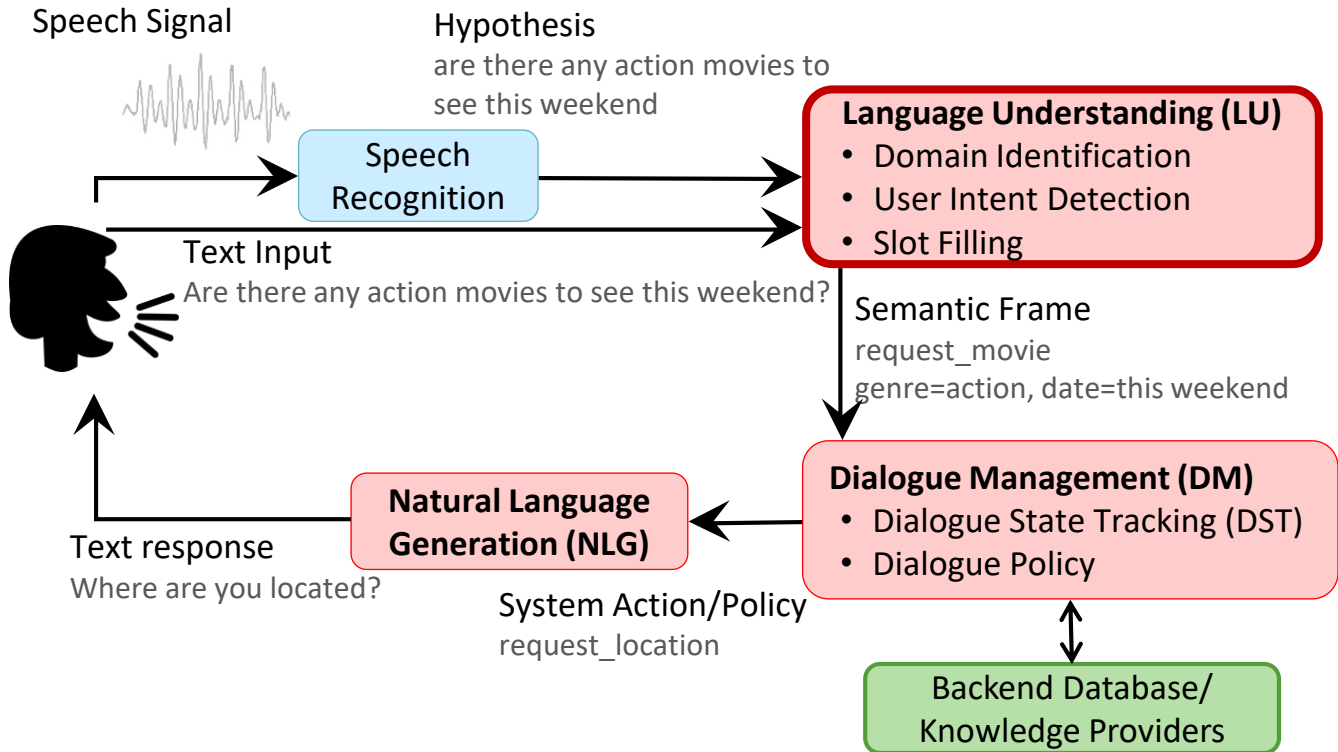 Speech Signal
Hypothesis
are there any action movies to
see this weekend
Speech
Recognition
Text Input
Are there any action movies to see this weekend?
Language Understanding (LU)
• Domain Identification
• User Intent Detection
• Slot Filling
Semantic Frame
request_movie
genre=action, date=this weekend
Dialogue Management (DM)
• Dialogue State Tracking (DST)
• Dialogue Policy
Backend Database/
Knowledge Providers
System Action/Policy
request_location
Natural Language
Generation (NLG)
Text response
Where are you located?